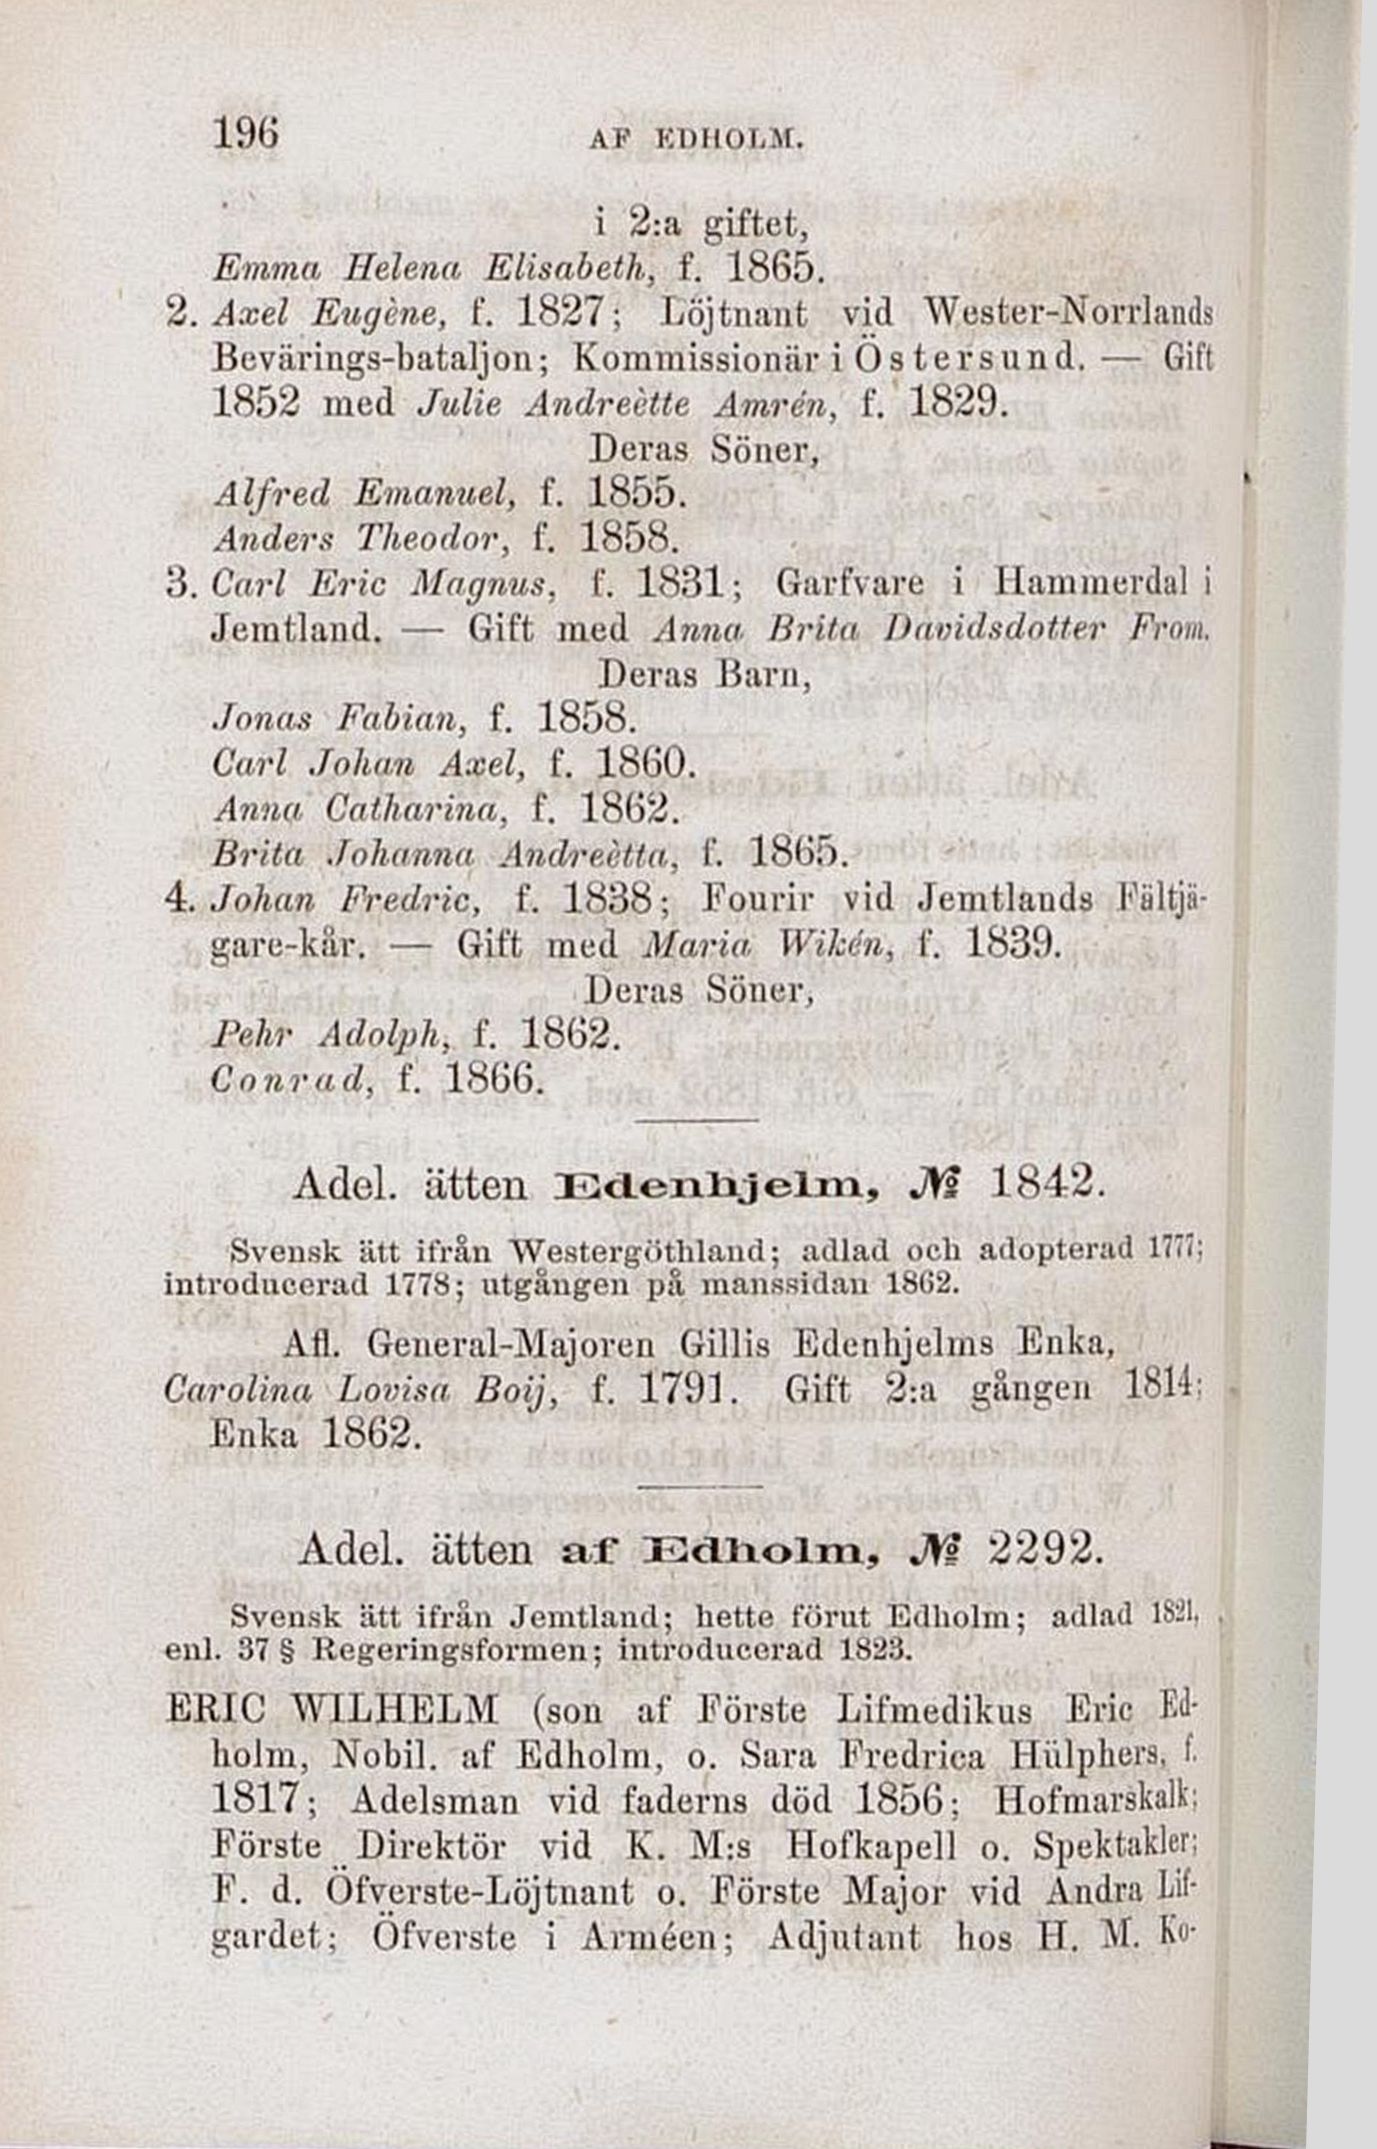 196 AF EDHOLM.
i 2:a giftet,
Emma Helena Elisabeth, f. 1865.
2. Axel Eugène, f. 1827; Löjtnant vid Wester-Norrlands
Bevärings-bataljon; Kommissionär i Östersund. — Gift
1852 med Julie Andreètte Amrén, f. 1829.
Deras Söner,
Alfred Emanuel, f. 1855.
Anders Theodor, f. 1858.
3. Carl Eric Magnus, f. 1831; Garfvare i Hammerdal i
Jemtland. — Gift med Anna Brita Davidsdotter From.
Deras Barn,
Jonas Fabian, f. 1858.
Carl Johan Axel, f. 1860.
Anna Catharina, f. 1862.
Brita Johanna Andreètta, f. 1865.
4. Johan Fredric, f. 1838; Fourir vid Jemtlands Fältjä-
gare-kår. — Gift med Maria Wikén, f. 1839.
Deras Söner,
Pehr Adolph, f. 1862.
Conrad, f. 1866.
Adel. ätten Edenhjelm, № 1842.
Svensk ätt ifrån Westergöthland; adlad och adopterad 1777;
introducerad 1778; utgången på manssidan 1862.
Afl. General-Majoren Gillis Edenhjelms Enka,
Carolina Lovisa Boij, f. 1791. Gift 2:a gången 1814;
Enka 1862.
Adel. ätten af Edholm, № 2292.
Svensk ätt ifrån Jemtland; hette förut Edholm; adlad 1821,
enl. 37 § Regeringsformen; introducerad 1823.
ERIC WILHELM (son af Förste Lifmedikus Eric Ed-
holm, Nobil. af Edholm, o. Sara Fredrica Hülphers, f.
1817; Adelsman vid faderns död 1856; Hofmarskalk;
Förste Direktör vid K. M:s Hofkapell o. Spektakler;
F. d. Öfverste-Löjtnant o. Förste Major vid Andra Lif-
gardet; Öfverste i Arméen; Adjutant hos H. M. Ko-